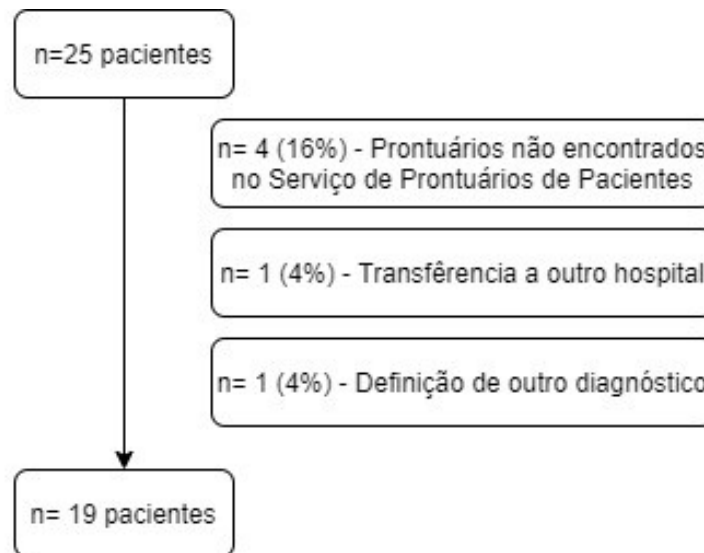 n=25 pacientes
n= 4 (16%) - Prontuários não encontrados
no Serviço de Prontuários de Pacientes
n= 1 (4%) - Transfêrencia a outro hospital
n= 1 (4%) - Definição de outro diagnóstico
n= 19 pacientes